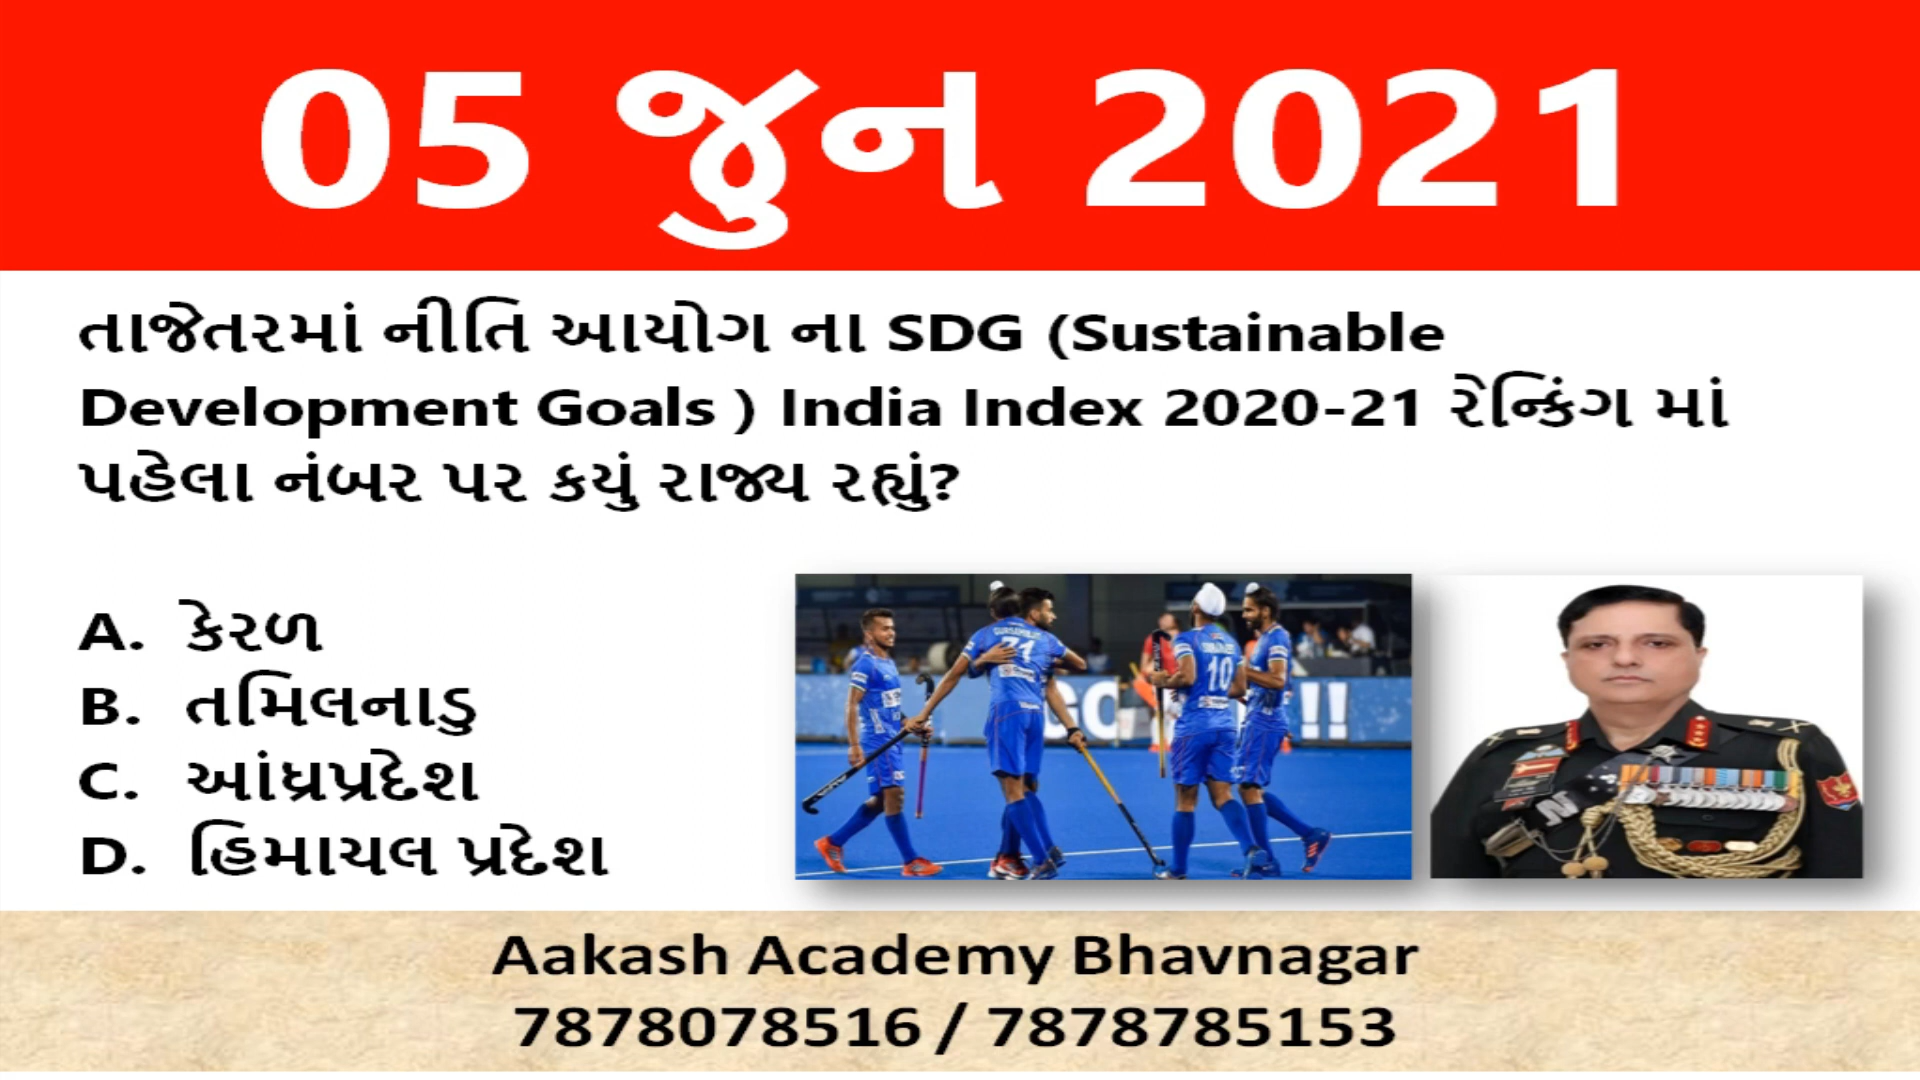 05 જુન 2021
તાજેતરમાં નીતિ આયોગ ના SDG (Sustainable
Development Goals ) India Index 2020-21 રેન્કિંગ માં
પહેલા નંબર પર કયું રાજ્ય રહ્યું?
A. કેરળ
B. તમિલનાડુ
C. આંધ્રપ્રદેશ
D. હિમાચલ પ્રદેશ
10
!!
Aakash Academy Bhavnagar
7878078516 / 7878785153